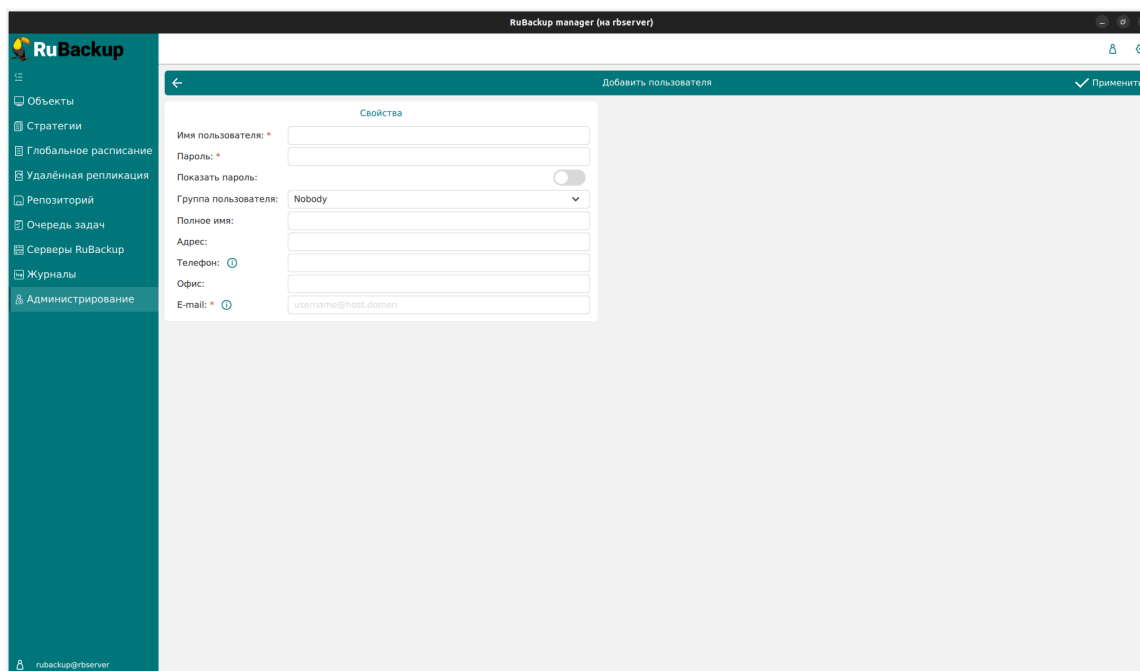 RuBackup manager (на rbserver)
RuBackup
Объекты
Стратегии
Глобальное расписание
Удалённая репликация
Репозиторий
Очередь задач
Серверы RuBackup
Журналы
Администрирование
rubackup@rbserver
Добавить пользователя
Применить
Свойства
Имя пользователя: *
Пароль: *
Показать пароль:
Группа пользователя: Nobody
Полное имя:
Адрес:
Телефон:
Офис:
E-mail: * username@host.domen